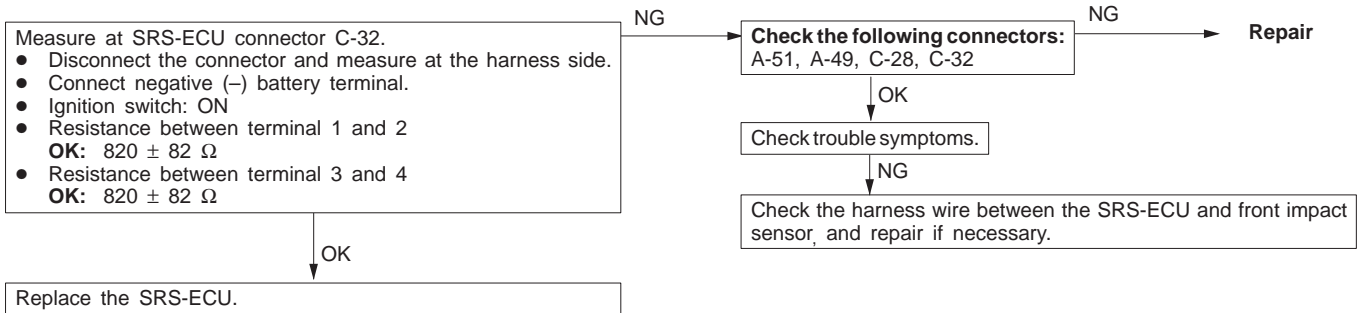 Measure at SRS-ECU connector C-32.
● Disconnect the connector and measure at the harness side.
● Connect negative (–) battery terminal.
● Ignition switch: ON
● Resistance between terminal 1 and 2
OK: 820 ± 82 Ω
● Resistance between terminal 3 and 4
OK: 820 ± 82 Ω
NG
Check the following connectors:
A-51, A-49, C-28, C-32
NG
Repair
OK
Check trouble symptoms.
NG
Check the harness wire between the SRS-ECU and front impact
sensor, and repair if necessary.
OK
Replace the SRS-ECU.